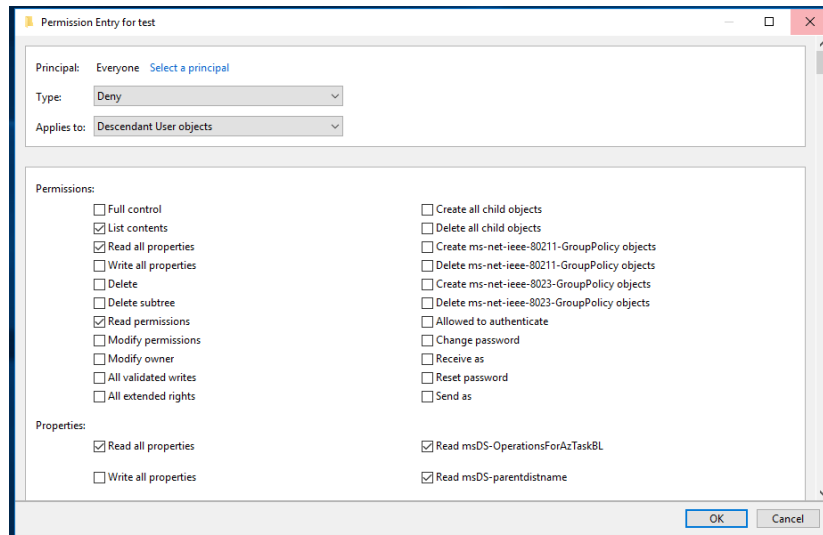 Permission Entry for test
Principal: Everyone Select a principal
Type: Deny
Applies to: Descendant User objects
Permissions:
Full control
List contents
Read all properties
Write all properties
Delete
Delete subtree
Read permissions
Modify permissions
Modify owner
All validated writes
All extended rights
Create all child objects
Delete all child objects
Create ms-net-ieee-80211-GroupPolicy objects
Delete ms-net-ieee-80211-GroupPolicy objects
Create ms-net-ieee-8023-GroupPolicy objects
Delete ms-net-ieee-8023-GroupPolicy objects
Allowed to authenticate
Change password
Receive as
Reset password
Send as
Properties:
Read all properties
Write all properties
Read msDS-OperationsForAzTaskBL
Read msDS-parentdistname
OK Cancel